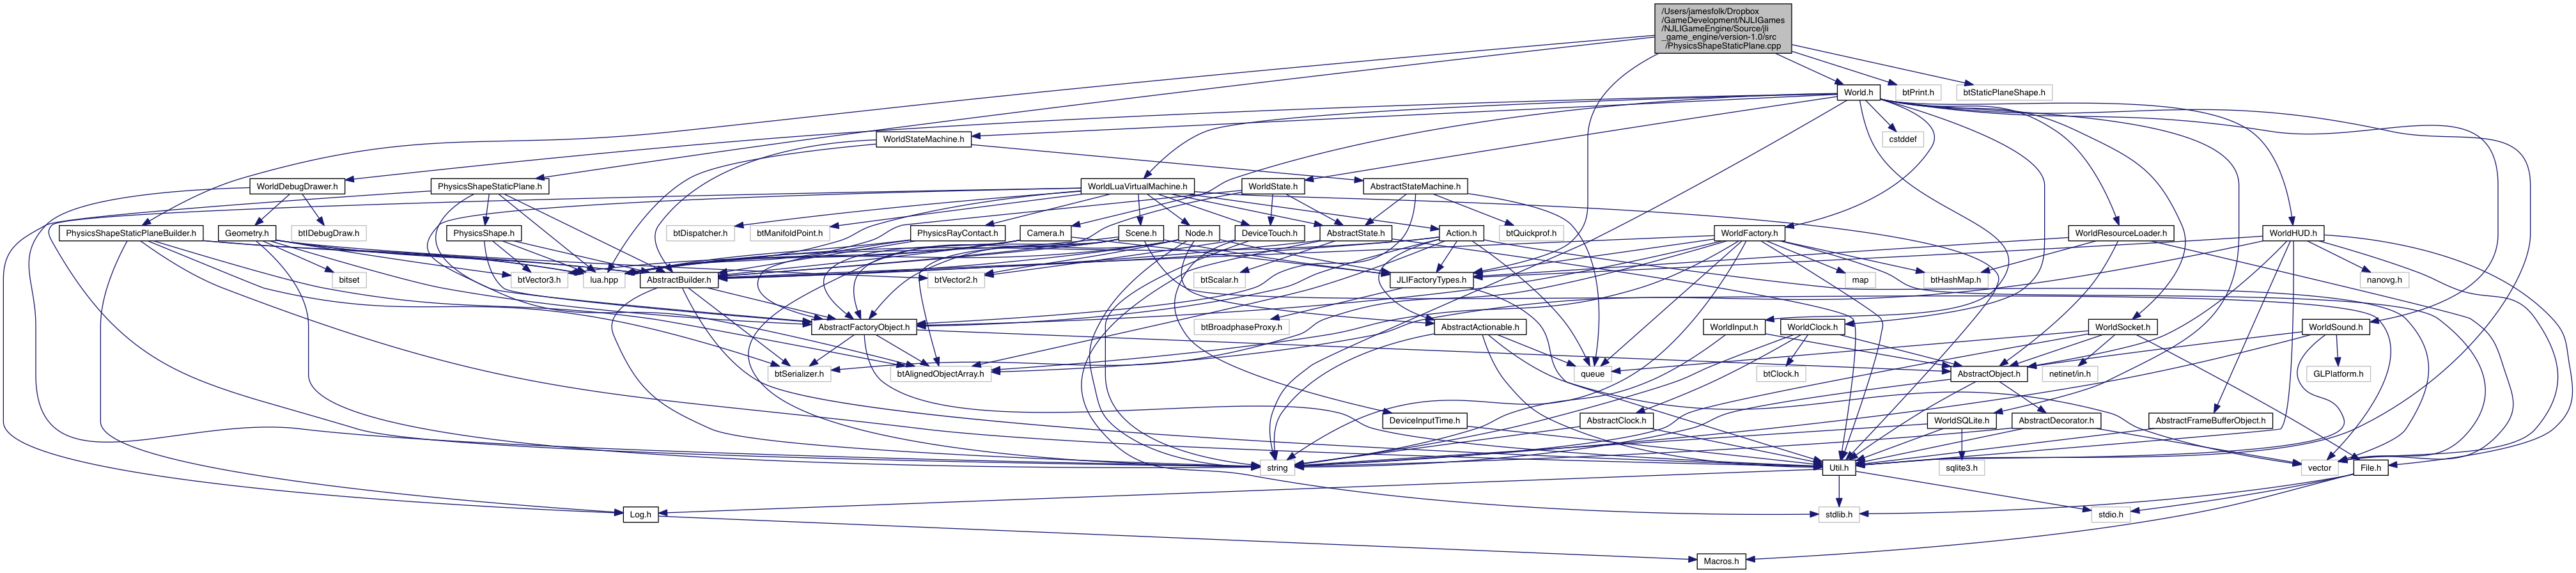 /Users/jamesfolk/Dropbox
/GameDevelopment/NJLIGames
/NJLIGameEngine/Source/jli
_game_engine/version-1.0/src
/PhysicsShapeStaticPlane.cpp
World.h
btPrint.h
btStaticPlaneShape.h
WorldStateMachine.h
cstddef
WorldDebugDrawer.h
PhysicsShapeStaticPlane.h
WorldLuaVirtualMachine.h
WorldState.h
AbstractStateMachine.h
PhysicsShapeStaticPlaneBuilder.h
Geometry.h
btIDebugDraw.h
PhysicsShape.h
btDispatcher.h
btManifoldPoint.h
PhysicsRayContact.h
Camera.h
Scene.h
Node.h
DeviceTouch.h
AbstractState.h
Action.h
btQuickprof.h
WorldFactory.h
WorldResourceLoader.h
WorldHUD.h
bitset
btVector3.h
lua.hpp
AbstractBuilder.h
btVector2.h
btScalar.h
JLIFactoryTypes.h
map
btHashMap.h
nanovg.h
AbstractFactoryObject.h
btBroadphaseProxy.h
AbstractActionable.h
WorldInput.h
WorldClock.h
WorldSocket.h
WorldSound.h
btSerializer.h
btAlignedObjectArray.h
queue
btClock.h
AbstractObject.h
netinet/in.h
GLPlatform.h
DeviceInputTime.h
AbstractClock.h
WorldSQLite.h
AbstractDecorator.h
AbstractFrameBufferObject.h
string
Util.h
sqlite3.h
vector
File.h
Log.h
stdlib.h
stdio.h
Macros.h